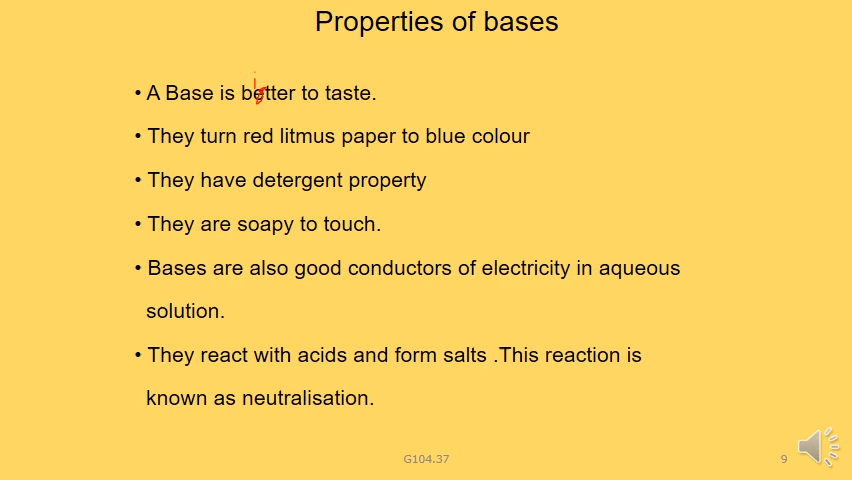 Properties of bases
• A Base is better to taste.
i
• They turn red litmus paper to blue colour
• They have detergent property
• They are soapy to touch.
• Bases are also good conductors of electricity in aqueous
solution.
• They react with acids and form salts .This reaction is
known as neutralisation.
G104.37
9